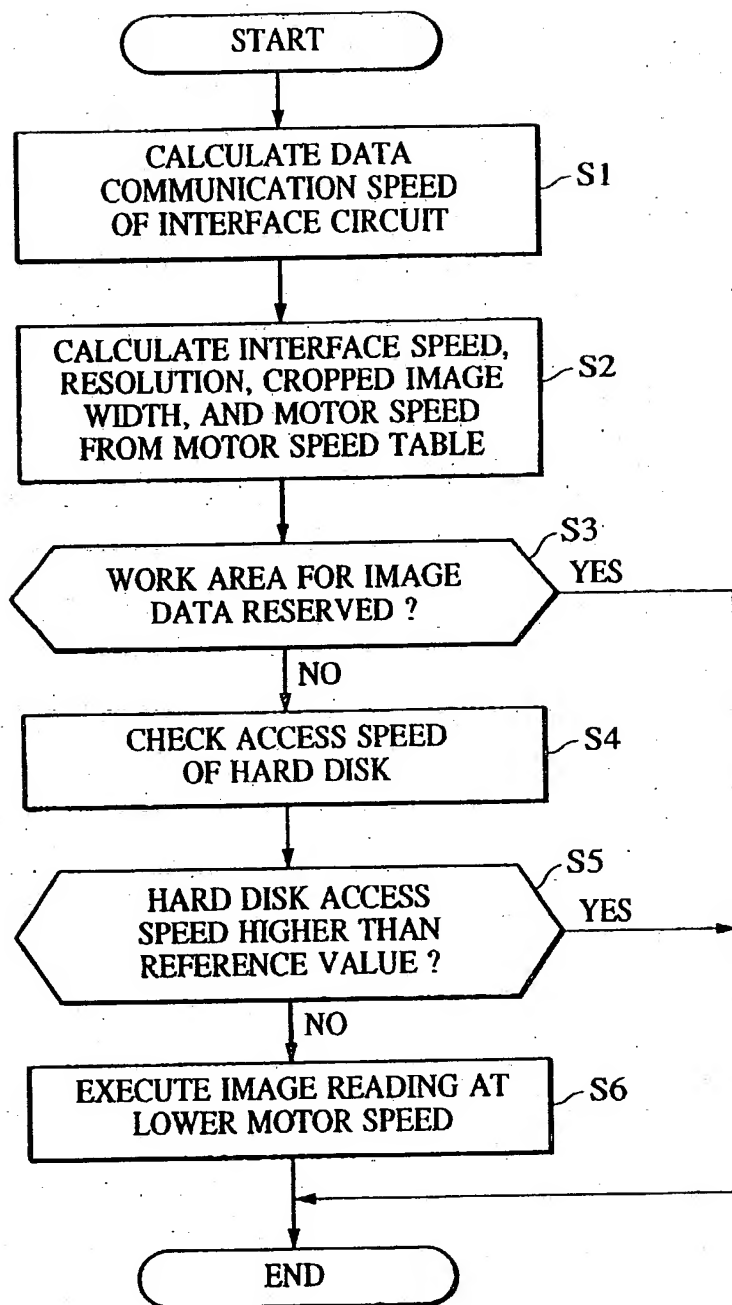 START
CALCULATE DATA
COMMUNICATION SPEED
OF INTERFACE CIRCUIT
S1
CALCULATE INTERFACE SPEED,
RESOLUTION, CROPPED IMAGE
WIDTH, AND MOTOR SPEED
FROM MOTOR SPEED TABLE
S2
S3
WORK AREA FOR IMAGE
DATA RESERVED ?
YES
NO
CHECK ACCESS SPEED
OF HARD DISK
S4
S5
HARD DISK ACCESS
SPEED HIGHER THAN
REFERENCE VALUE ?
YES
NO
EXECUTE IMAGE READING AT
LOWER MOTOR SPEED
S6
END